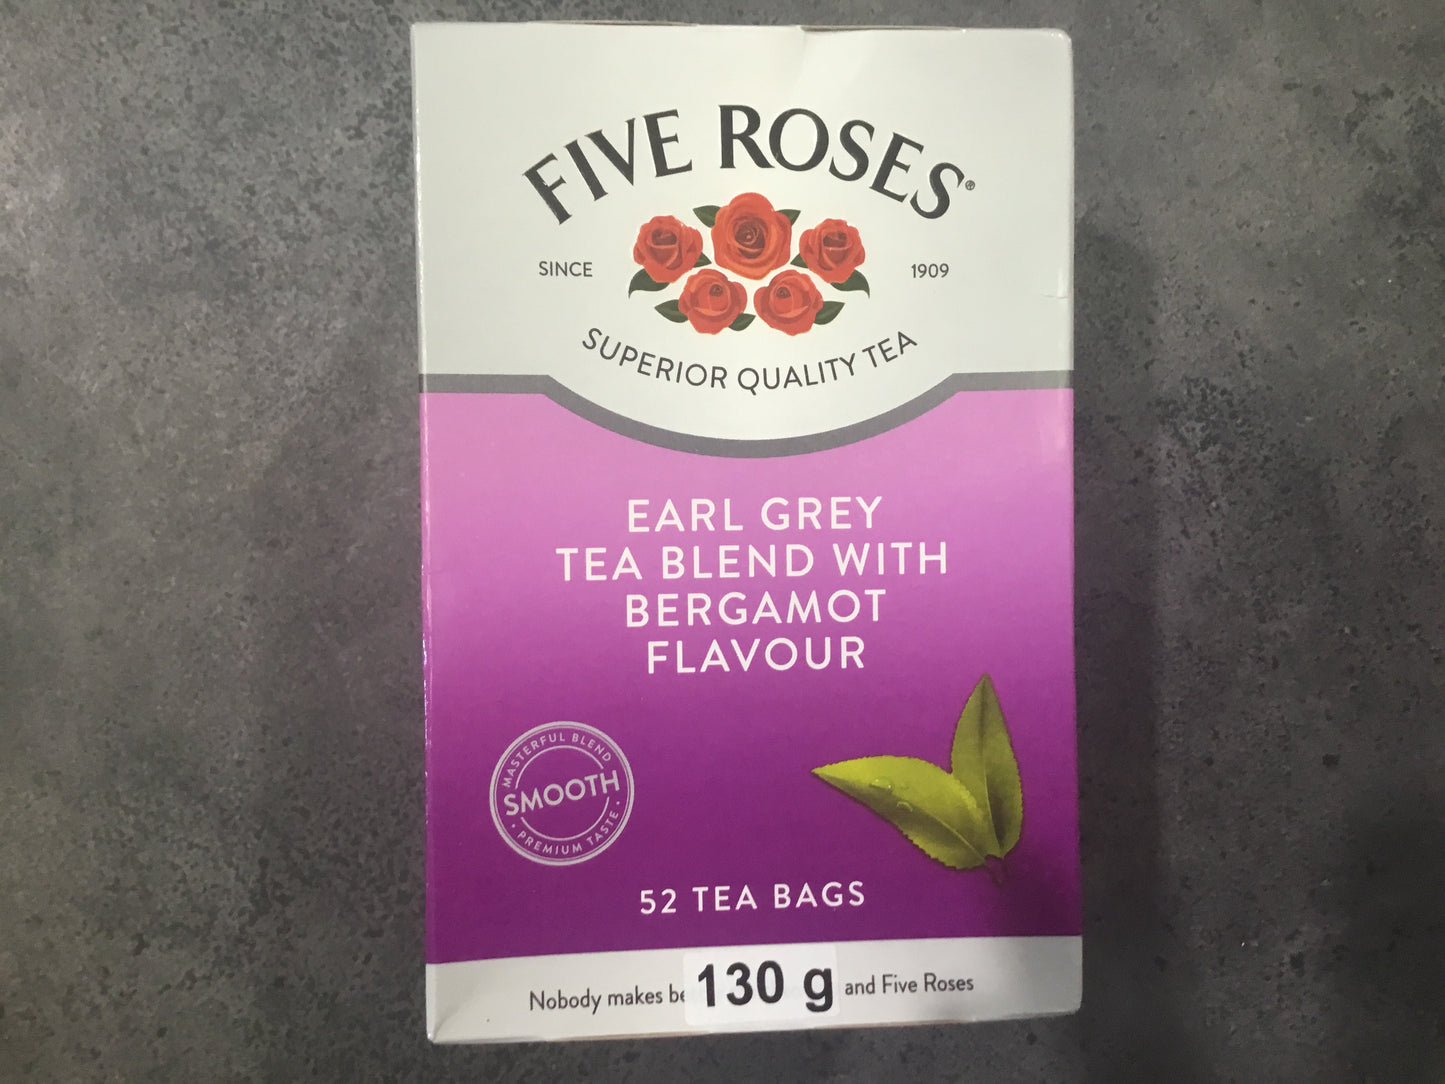 FIVE ROSES®
SINCE 1909
SUPERIOR QUALITY TEA
EARL GREY
TEA BLEND WITH
BERGAMOT
FLAVOUR
MASTERFUL BLEND
SMOOTH
• PREMIUM TASTE •
52 TEA BAGS
Nobody makes 130 g and Five Roses